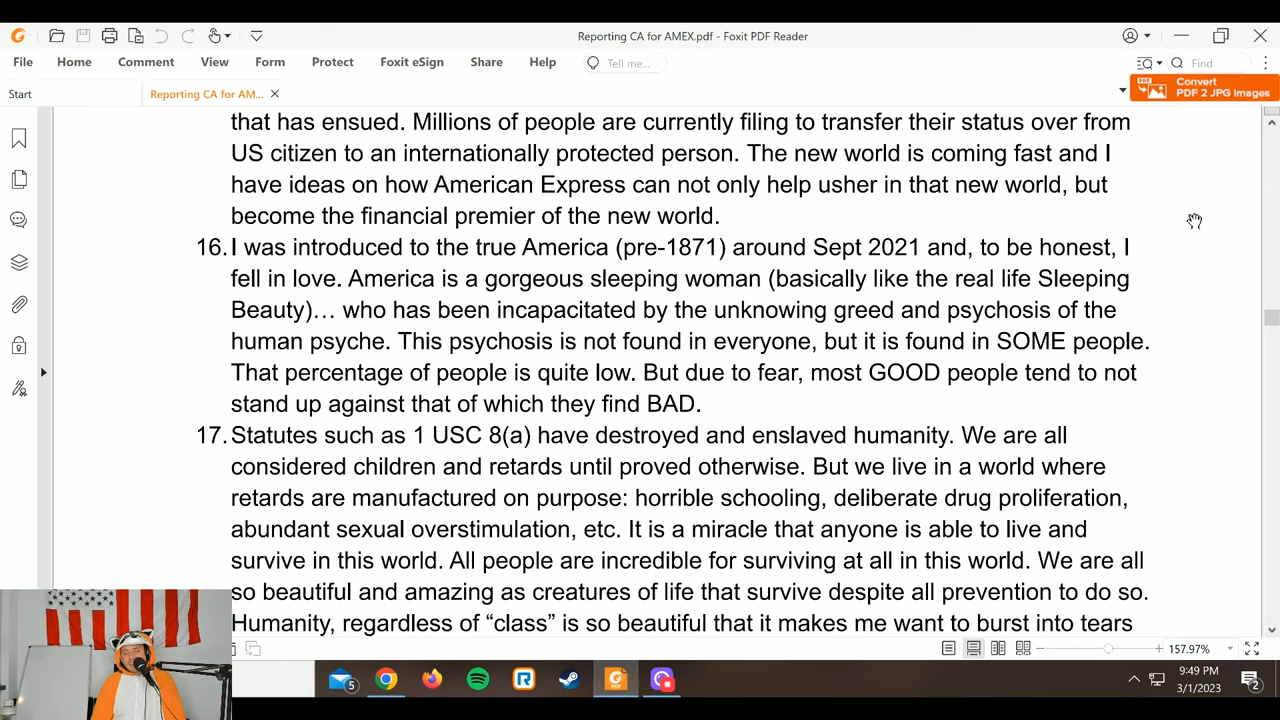 Reporting CA for AMEX.pdf - Foxit PDF Reader
File Home Comment View Form Protect Foxit eSign Share Help Tell me... Find
Start Reporting CA for AM... Convert
PDF 2 JPG Images
that has ensued. Millions of people are currently filing to transfer their status over from
US citizen to an internationally protected person. The new world is coming fast and I
have ideas on how American Express can not only help usher in that new world, but
become the financial premier of the new world.
16. I was introduced to the true America (pre-1871) around Sept 2021 and, to be honest, I
fell in love. America is a gorgeous sleeping woman (basically like the real life Sleeping
Beauty)… who has been incapacitated by the unknowing greed and psychosis of the
human psyche. This psychosis is not found in everyone, but it is found in SOME people.
That percentage of people is quite low. But due to fear, most GOOD people tend to not
stand up against that of which they find BAD.
17. Statutes such as 1 USC 8(a) have destroyed and enslaved humanity. We are all
considered children and retards until proved otherwise. But we live in a world where
retards are manufactured on purpose: horrible schooling, deliberate drug proliferation,
abundant sexual overstimulation, etc. It is a miracle that anyone is able to live and
survive in this world. All people are incredible for surviving at all in this world. We are all
so beautiful and amazing as creatures of life that survive despite all prevention to do so.
Humanity, regardless of “class” is so beautiful that it makes me want to burst into tears
157.97%
5
9:49 PM
3/1/2023
2